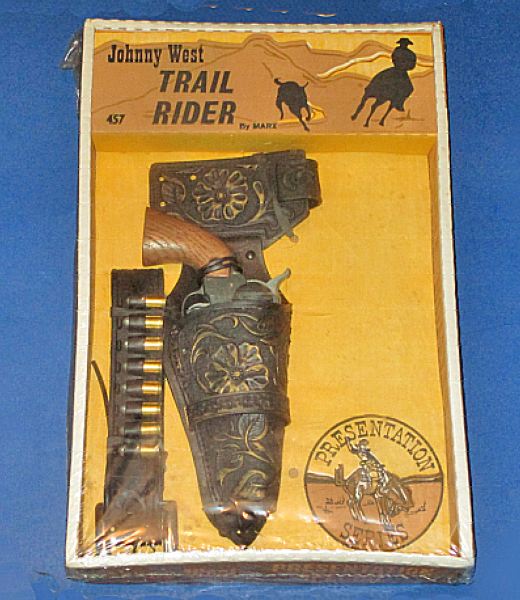 Johnny West
TRAIL
RIDER
By MARX
457
PRESENTATION
SERIES